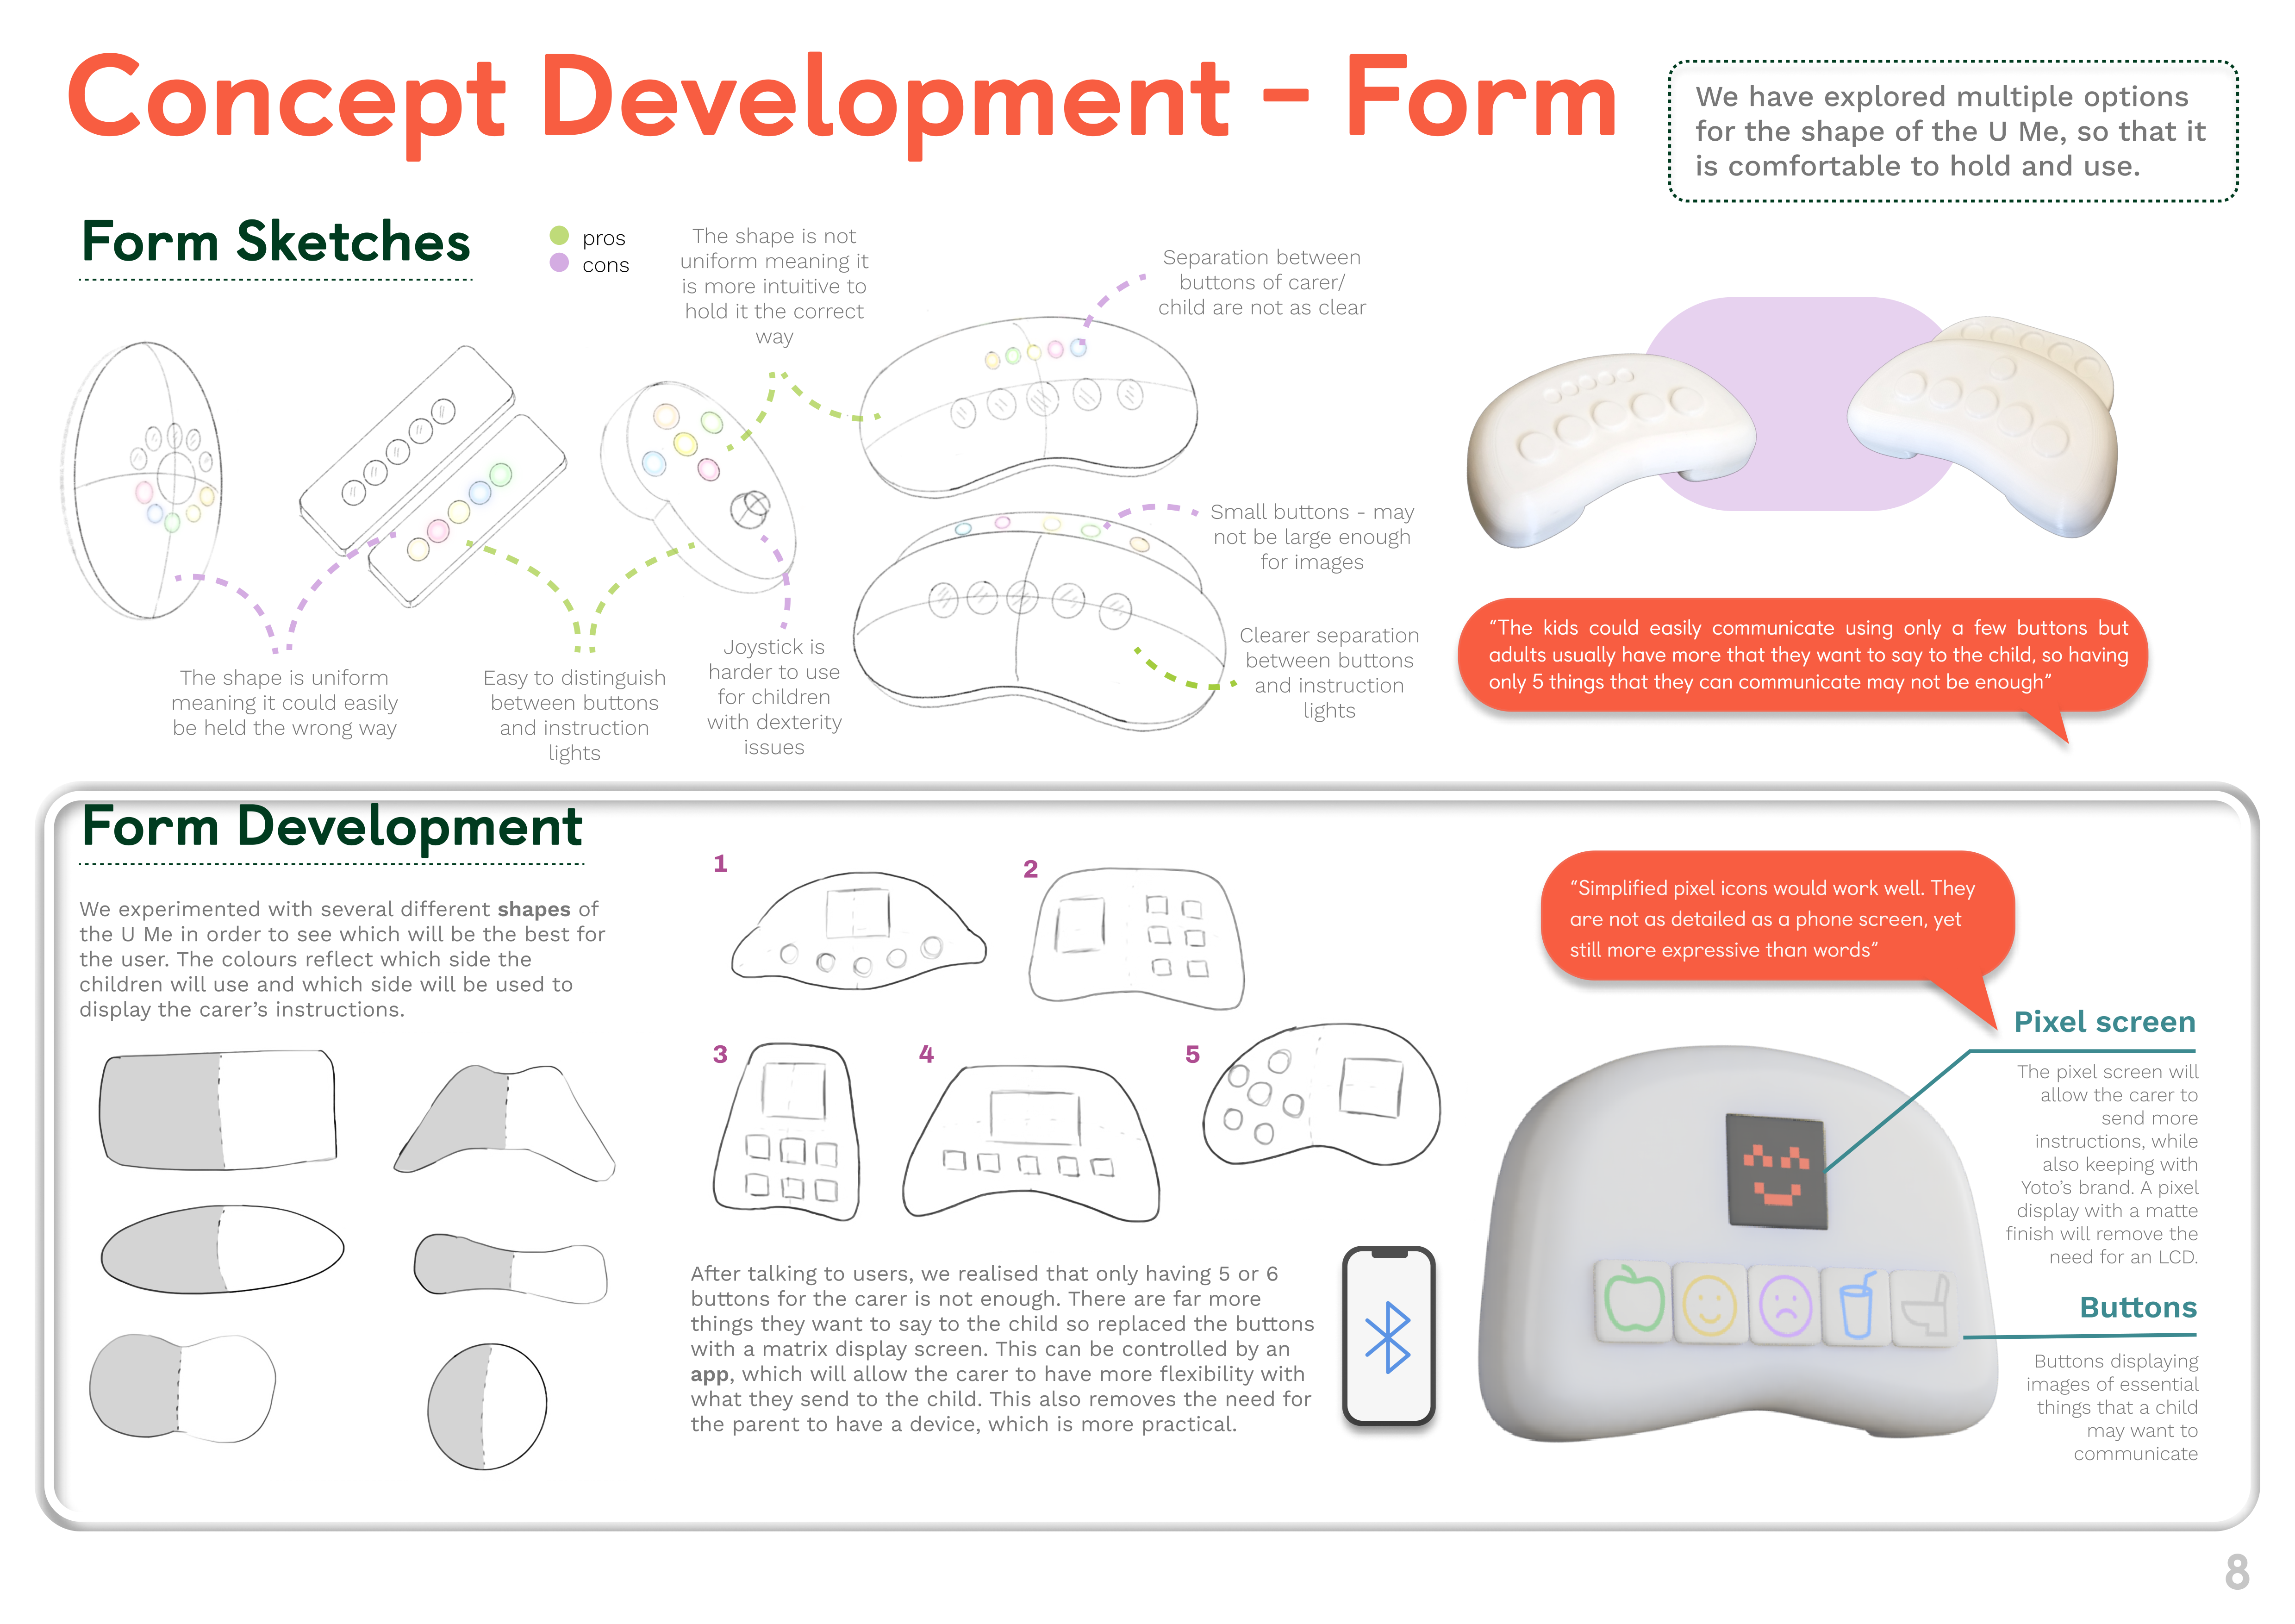 Concept Development – Form
We have explored multiple options
for the shape of the U Me, so that it
is comfortable to hold and use.
Form Sketches
pros
cons
The shape is not
uniform meaning it
is more intuitive to
hold it the correct
way
Separation between
buttons of carer/
child are not as clear
Small buttons - may
not be large enough
for images
Clearer separation
between buttons
and instruction
lights
The shape is uniform
meaning it could easily
be held the wrong way
Easy to distinguish
between buttons
and instruction
lights
Joystick is
harder to use
for children
with dexterity
issues
“The kids could easily communicate using only a few buttons but
adults usually have more that they want to say to the child, so having
only 5 things that they can communicate may not be enough”
Form Development
We experimented with several different shapes of
the U Me in order to see which will be the best for
the user. The colours reflect which side the
children will use and which side will be used to
display the carer’s instructions.
1
2
3
4
5
After talking to users, we realised that only having 5 or 6
buttons for the carer is not enough. There are far more
things they want to say to the child so replaced the buttons
with a matrix display screen. This can be controlled by an
app, which will allow the carer to have more flexibility with
what they send to the child. This also removes the need for
the parent to have a device, which is more practical.
“Simplified pixel icons would work well. They
are not as detailed as a phone screen, yet
still more expressive than words”
Pixel screen
The pixel screen will
allow the carer to
send more
instructions, while
also keeping with
Yoto’s brand. A pixel
display with a matte
finish will remove the
need for an LCD.
Buttons
Buttons displaying
images of essential
things that a child
may want to
communicate
8